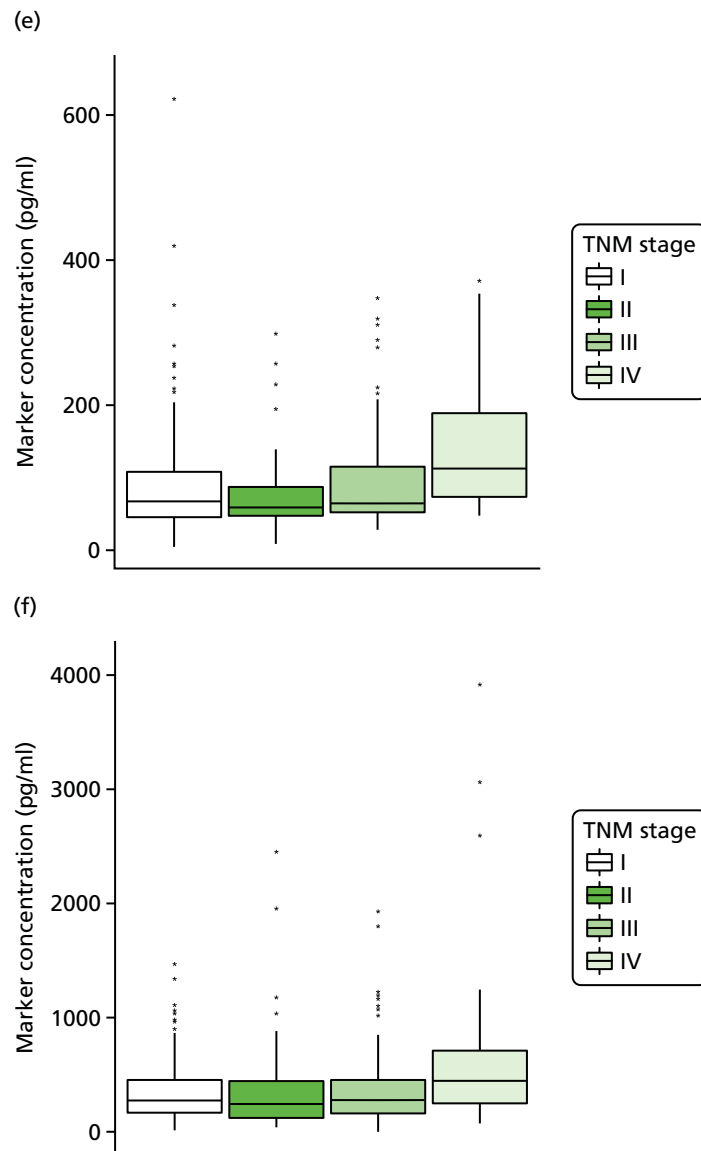 (e)
600
400
200
0
Marker concentration (pg/ml)
TNM stage
I
II
III
IV
(f)
4000
3000
2000
1000
0
Marker concentration (pg/ml)
TNM stage
I
II
III
IV